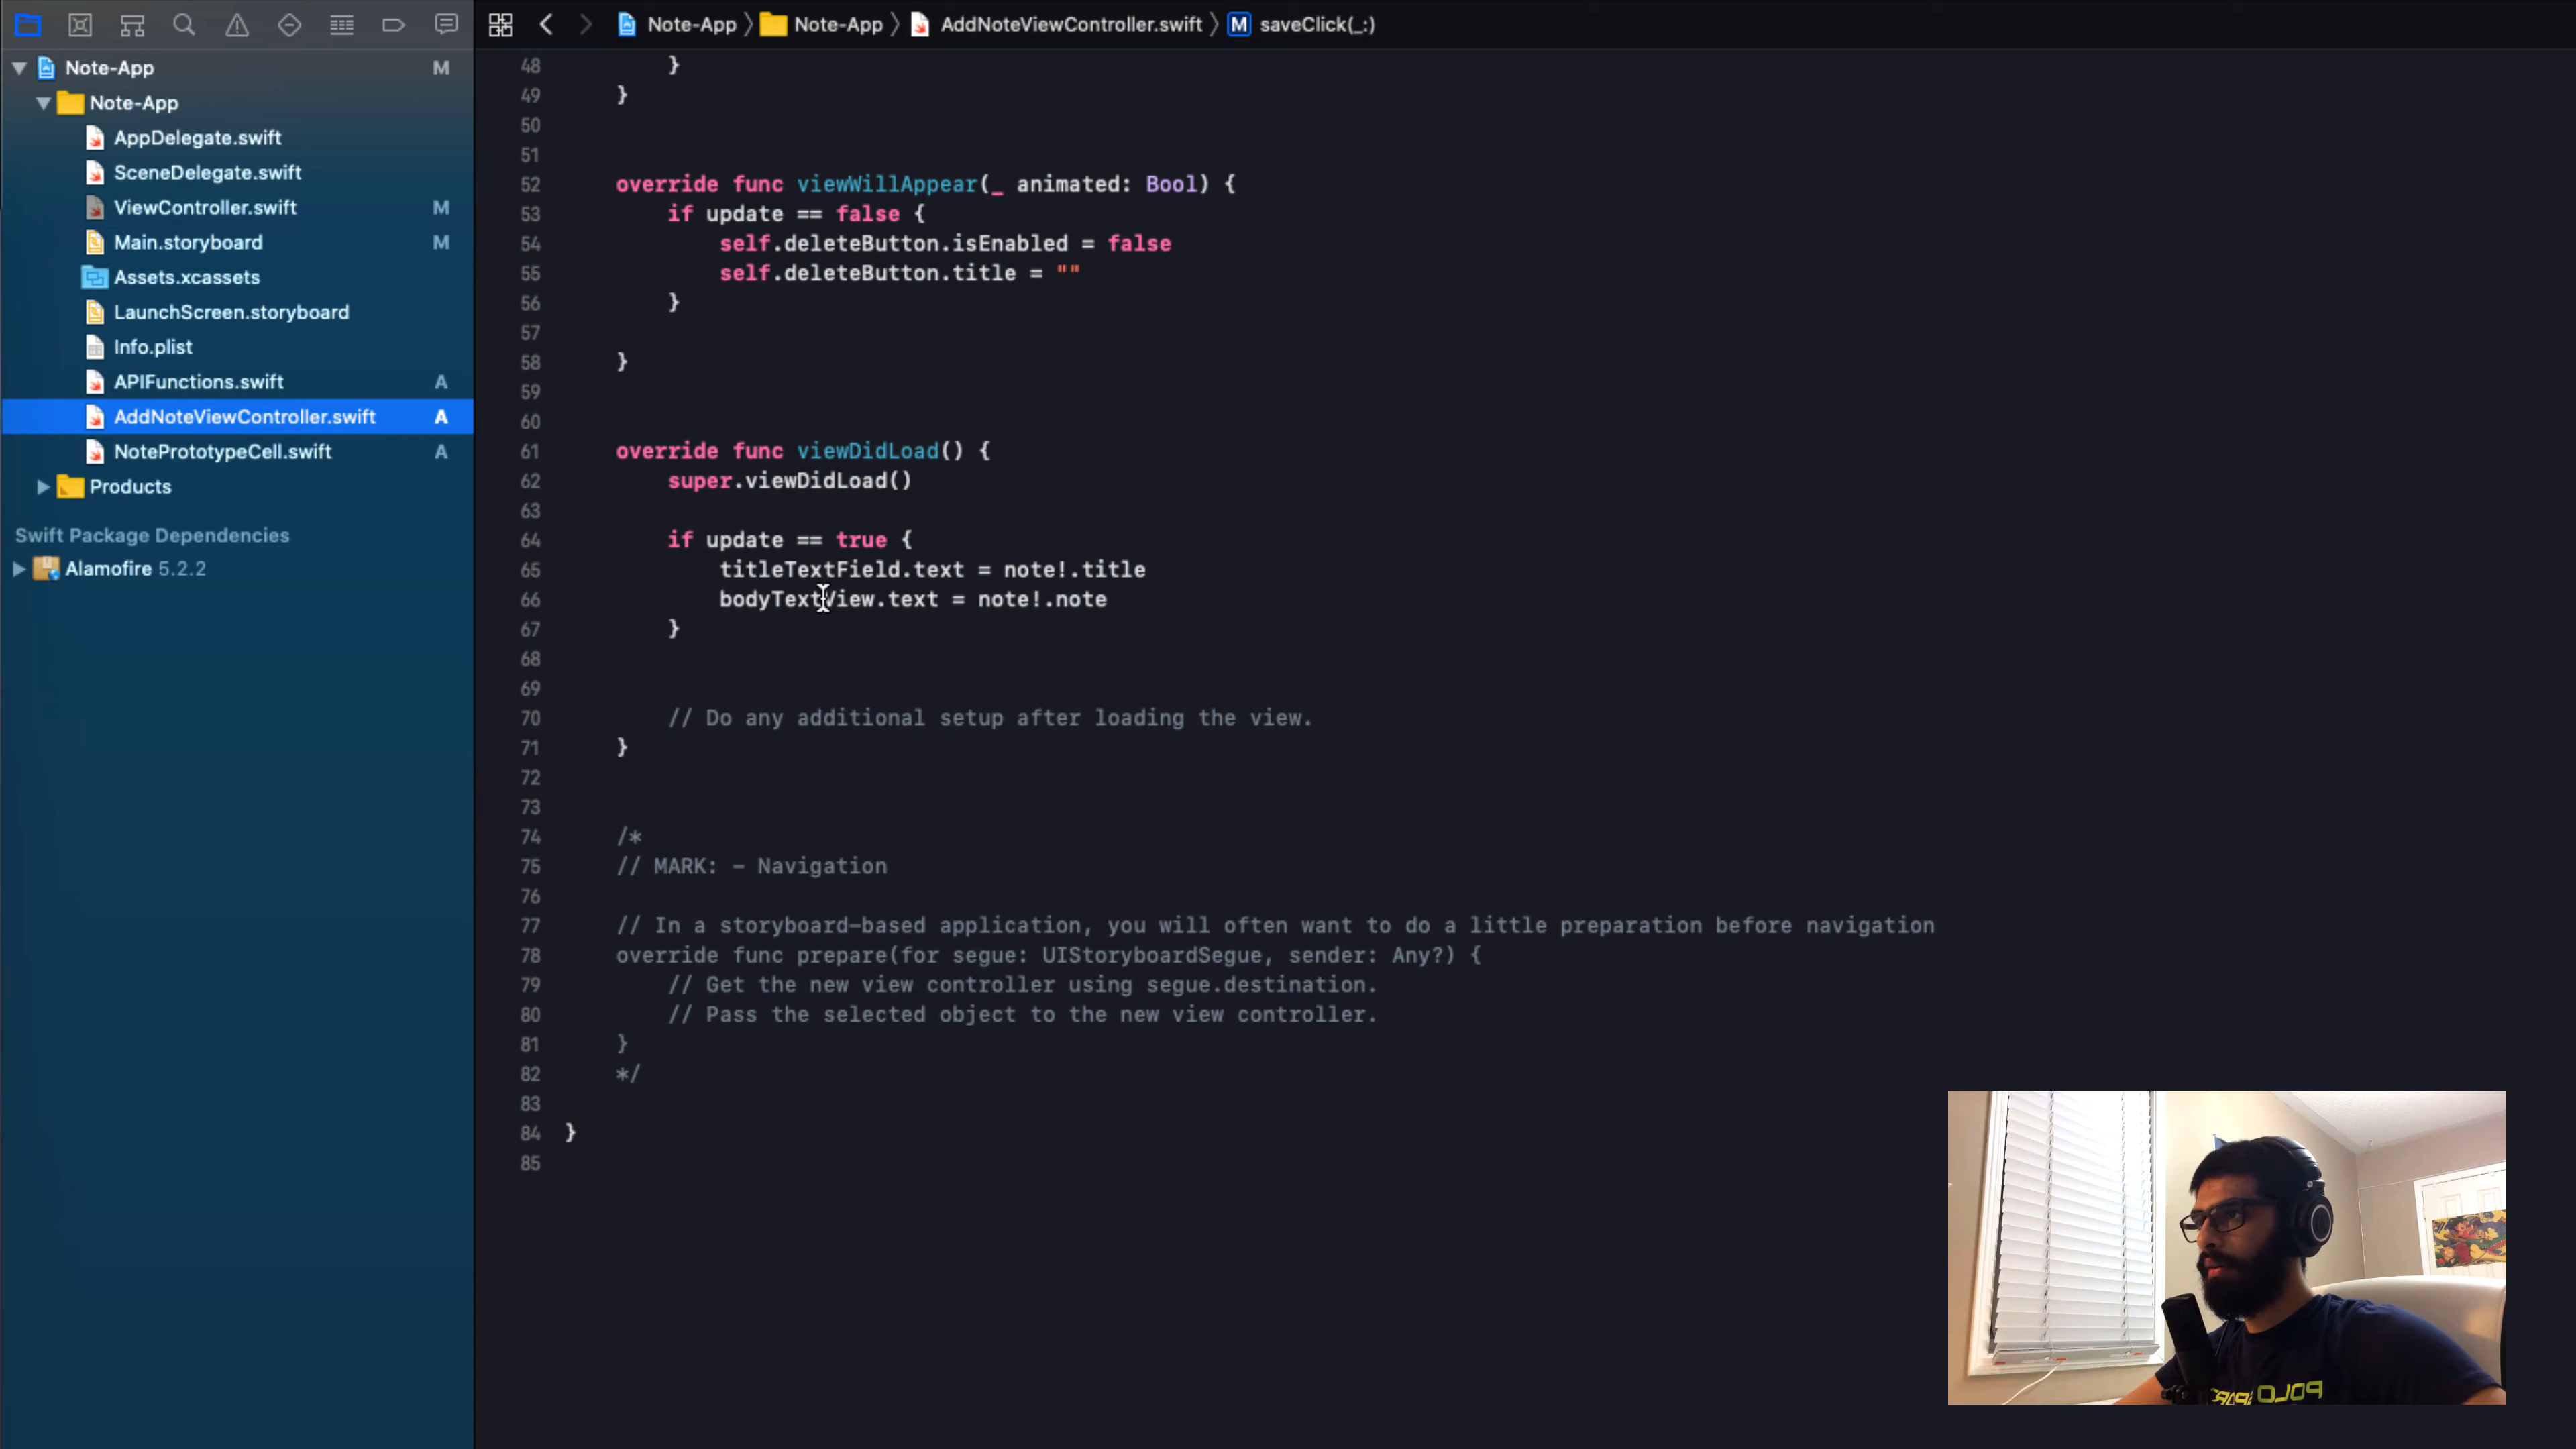 Note-App 〉 Note-App 〉 AddNoteViewController.swift 〉 M saveClick(_:)
Note-App M
Note-App
AppDelegate.swift
SceneDelegate.swift
ViewController.swift M
Main.storyboard M
Assets.xcassets
LaunchScreen.storyboard
Info.plist
APIFunctions.swift A
AddNoteViewController.swift A
NotePrototypeCell.swift A
Products
Swift Package Dependencies
Alamofire 5.2.2
48 }
49 }
50
51
52 override func viewWillAppear(_ animated: Bool) {
53 if update == false {
54 self.deleteButton.isEnabled = false
55 self.deleteButton.title = ""
56 }
57
58 }
59
60
61 override func viewDidLoad() {
62 super.viewDidLoad()
63
64 if update == true {
65 titleTextField.text = note!.title
66 bodyTextView.text = note!.note
67 }
68
69
70 // Do any additional setup after loading the view.
71 }
72
73
74 /*
75 // MARK: - Navigation
76
77 // In a storyboard-based application, you will often want to do a little preparation before navigation
78 override func prepare(for segue: UIStoryboardSegue, sender: Any?) {
79 // Get the new view controller using segue.destination.
80 // Pass the selected object to the new view controller.
81 }
82 */
83
84 }
85
POLO